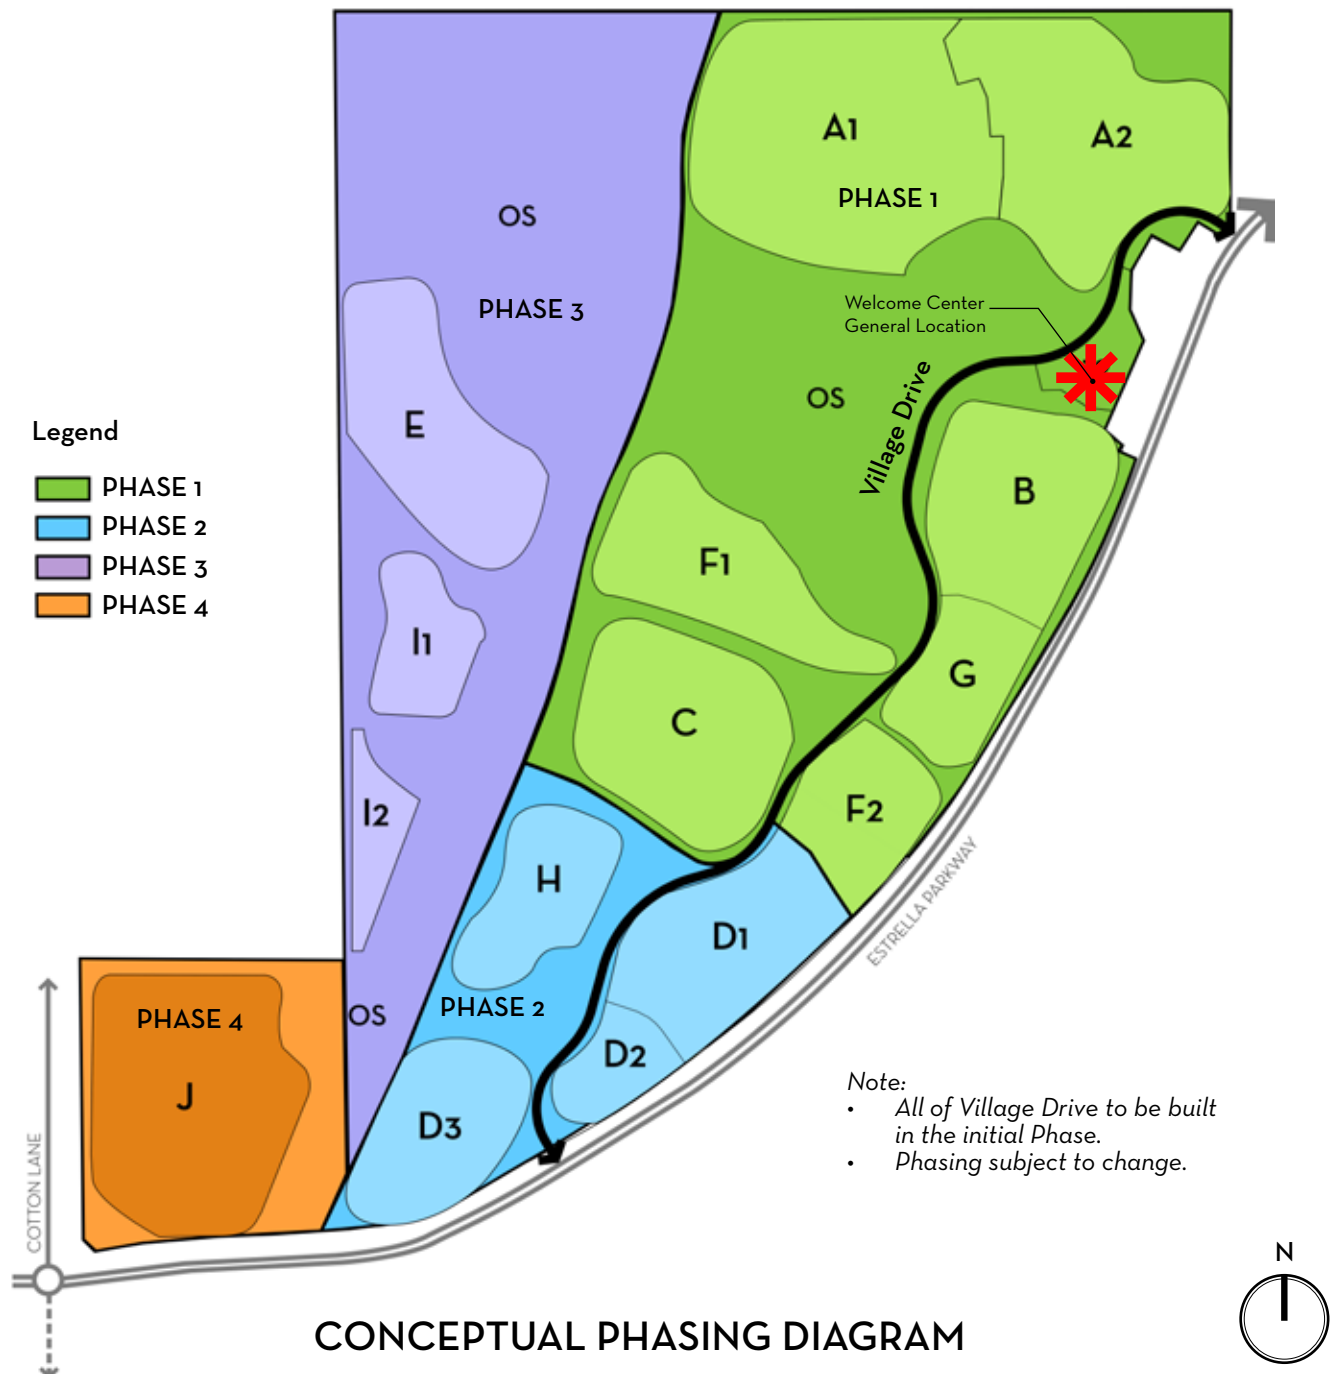 A1
A2
PHASE 1
OS
PHASE 3
Welcome Center
General Location
OS
Village Drive
E
B
Legend
PHASE 1
PHASE 2
PHASE 3
PHASE 4
F1
I1
G
C
I2
F2
H
D1
ESTRELLA PARKWAY
PHASE 2
OS
PHASE 4
J
D2
D3
COTTON LANE
Note:
• All of Village Drive to be built
in the initial Phase.
• Phasing subject to change.
N
CONCEPTUAL PHASING DIAGRAM